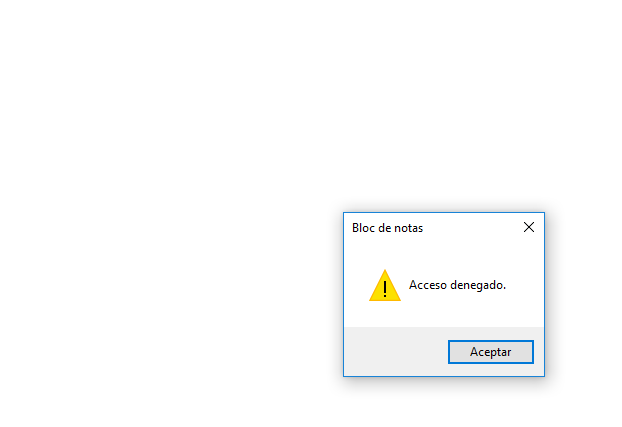 Bloc de notas
Acceso denegado.
Aceptar